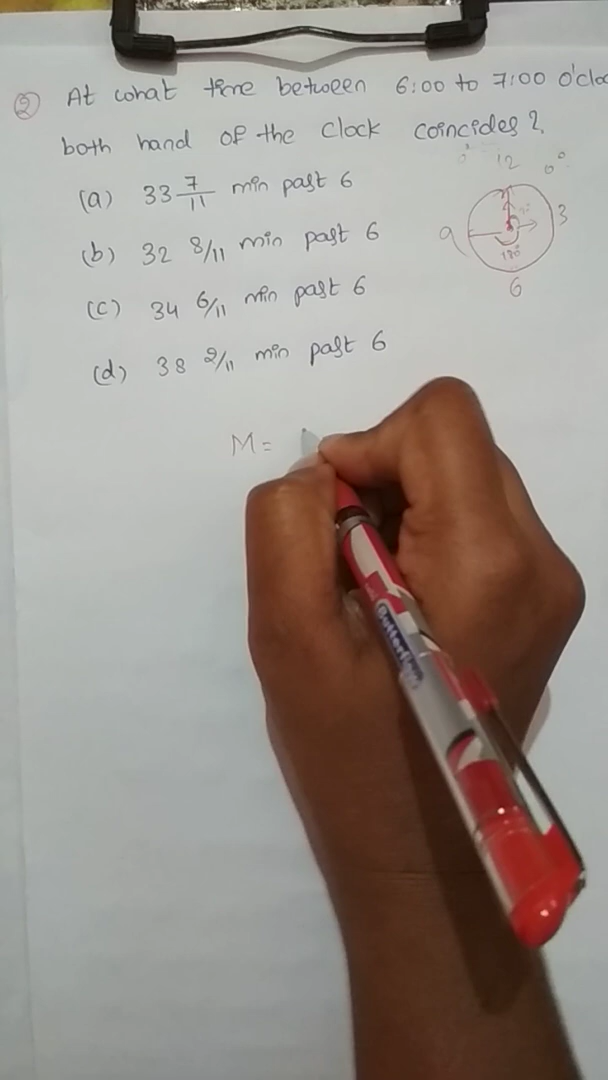 ② At what time between 6:00 to 7:00 O'clo
both hand of the clock coincides?
(a) 33 7/11 min past 6
(b) 32 8/11 min past 6
(c) 34 6/11 min past 6
(d) 38 2/11 min past 6
12
0°
9
3
180°
6
M =
Butterflow